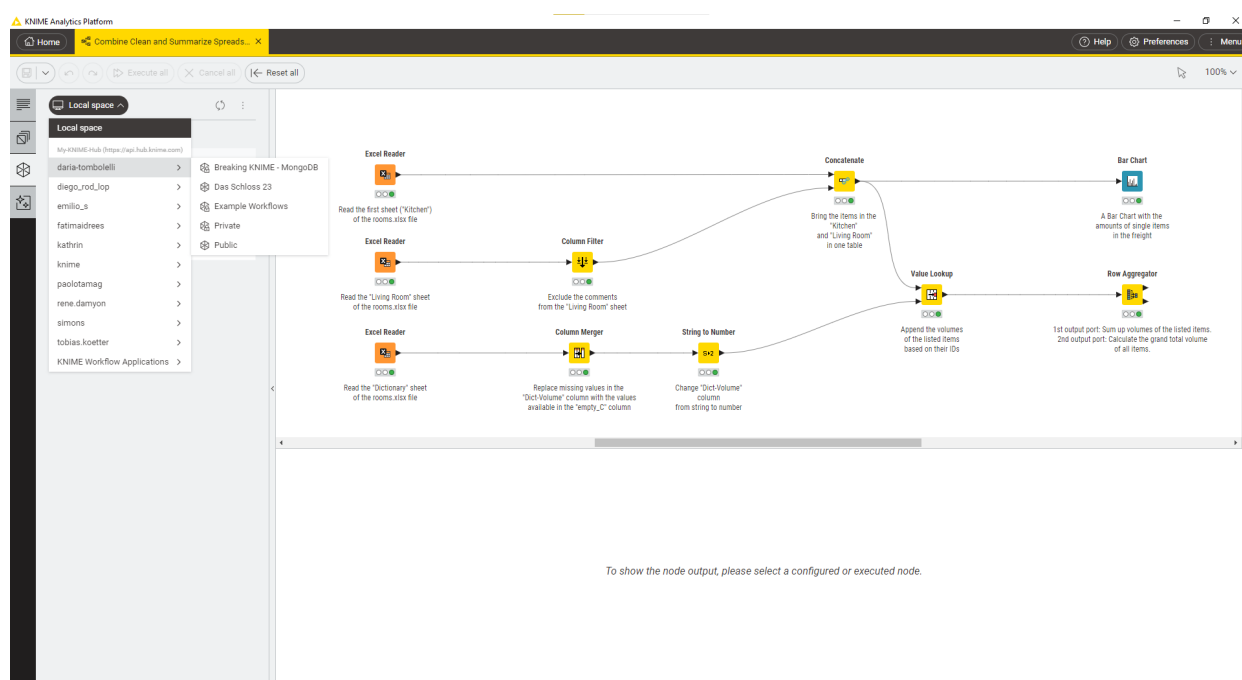 KNIME Analytics Platform
Home
Combine Clean and Summarize Spreads...
Help
Preferences
Menu
Execute all
Cancel all
Reset all
100%
Local space
Local space
My-KNIME-Hub (https://api.hub.knime.com)
daria-tombolelli
diego_rod_lop
emilio_s
fatimaidrees
kathrin
knime
paolotamag
rene.damyon
simons
tobias.koetter
KNIME Workflow Applications
Breaking KNIME - MongoDB
Das Schloss 23
Example Workflows
Private
Public
Excel Reader
Read the first sheet ("Kitchen")
of the rooms.xlsx file
Concatenate
Bring the items in the
"Kitchen"
and "Living Room"
in one table
Bar Chart
A Bar Chart with the
amounts of single items
in the freight
Excel Reader
Read the "Living Room" sheet
of the rooms.xlsx file
Column Filter
Exclude the comments
from the "Living Room" sheet
Value Lookup
Append the volumes
of the listed items
based on their IDs
Row Aggregator
1st output port: Sum up volumes of the listed items.
2nd output port: Calculate the grand total volume
of all items.
Excel Reader
Read the "Dictionary" sheet
of the rooms.xlsx file
Column Merger
Replace missing values in the
"Dict-Volume" column with the values
available in the "empty_C" column
String to Number
S›2
Change "Dict-Volume"
column
from string to number
To show the node output, please select a configured or executed node.